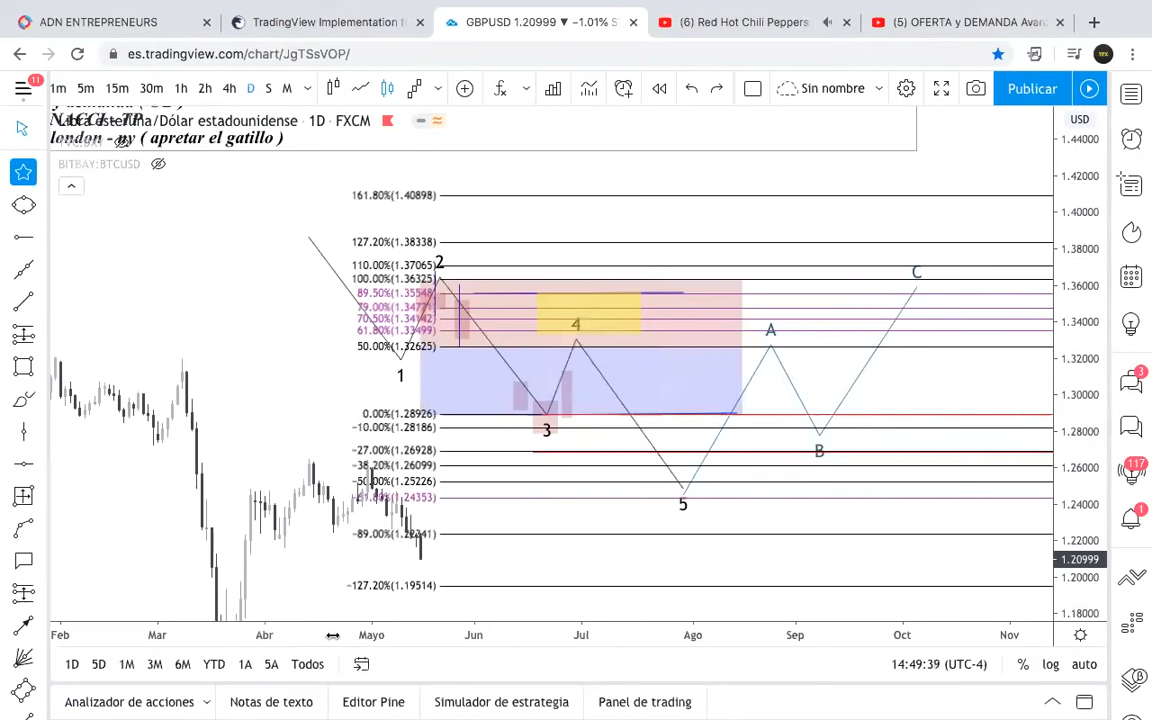 ADN ENTREPRENEURS
TradingView Implementation
GBPUSD 1.20999 ▼ −1.01%
(6) Red Hot Chili Peppers
(5) OFERTA y DEMANDA
es.tradingview.com/chart/JgTSsVOP/
TFX
11
1m 5m 15m 30m 1h 2h 4h D S M
Sin nombre
Publicar
Libra esterlina/Dólar estadounidense · 1D · FXCM
london - ny ( apretar el gatillo )
BITBAY:BTCUSD
USD
1.44000
1.42000
1.40000
1.38000
1.36000
1.34000
1.32000
1.30000
1.28000
1.26000
1.24000
1.22000
1.20999
1.20000
1.18000
161.80%(1.40898)
127.20%(1.38338)
110.00%(1.37065)
100.00%(1.36325)
89.50%(1.35548)
70.50%(1.34142)
61.80%(1.33499)
50.00%(1.32625)
0.00%(1.28926)
−10.00%(1.28186)
−27.00%(1.26928)
−38.20%(1.26099)
−50.00%(1.25226)
−127.20%(1.19514)
1
2
3
4
5
A
B
C
3
117
1
Feb Mar Abr Mayo Jun Jul Ago Sep Oct Nov
1D 5D 1M 3M 6M YTD 1A 5A Todos
14:49:39 (UTC-4) % log auto
Analizador de acciones Notas de texto Editor Pine Simulador de estrategia Panel de trading